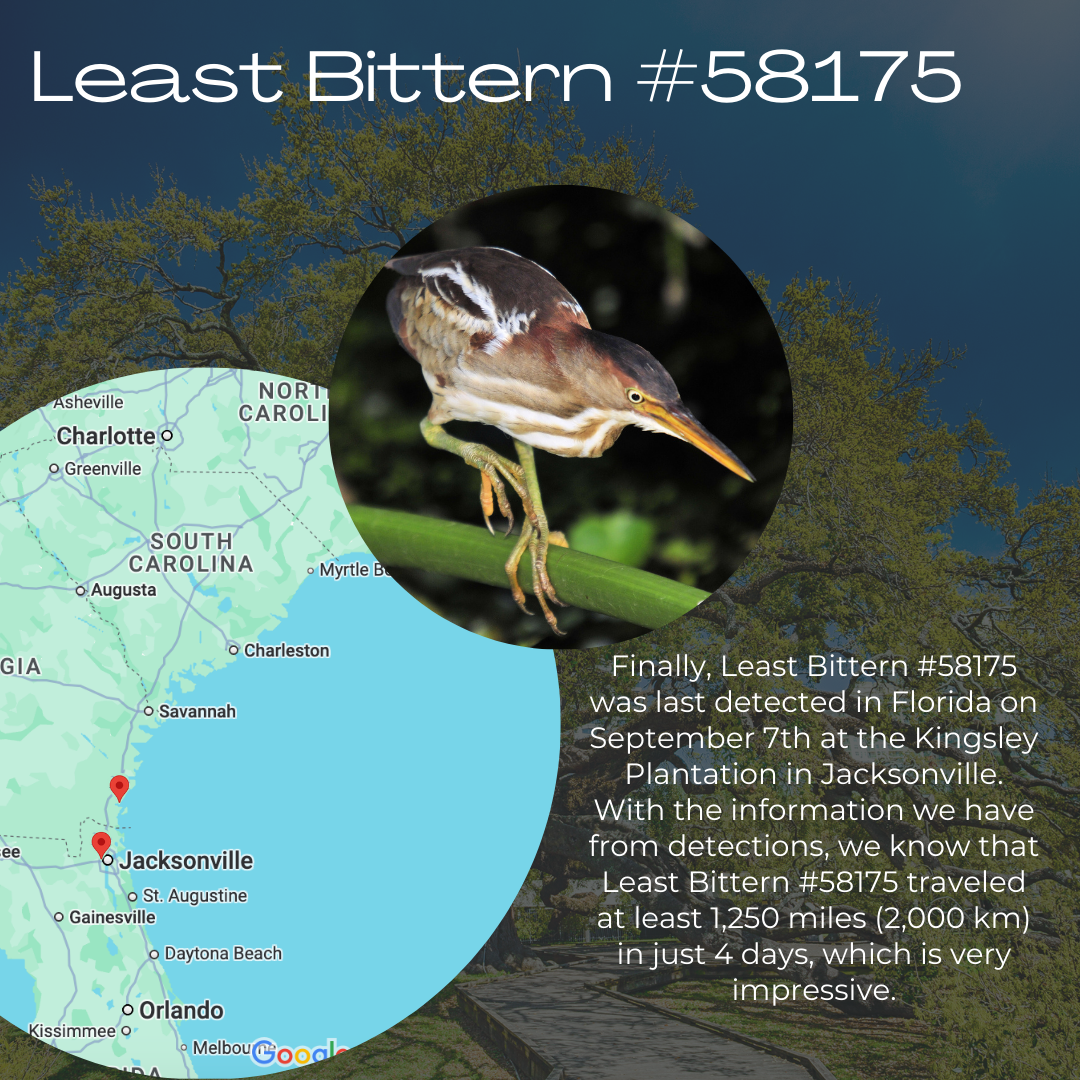 Least Bittern #58175
Asheville
NORT
CAROLI
Charlotte
Greenville
SOUTH
CAROLINA
Myrtle B
Augusta
Charleston
GIA
Savannah
Finally, Least Bittern #58175
was last detected in Florida on
September 7th at the Kingsley
Plantation in Jacksonville.
With the information we have
from detections, we know that
Least Bittern #58175 traveled
at least 1,250 miles (2,000 km)
in just 4 days, which is very
impressive.
see
Jacksonville
St. Augustine
Gainesville
Daytona Beach
Orlando
Kissimmee
Melbourne
Google
IDA